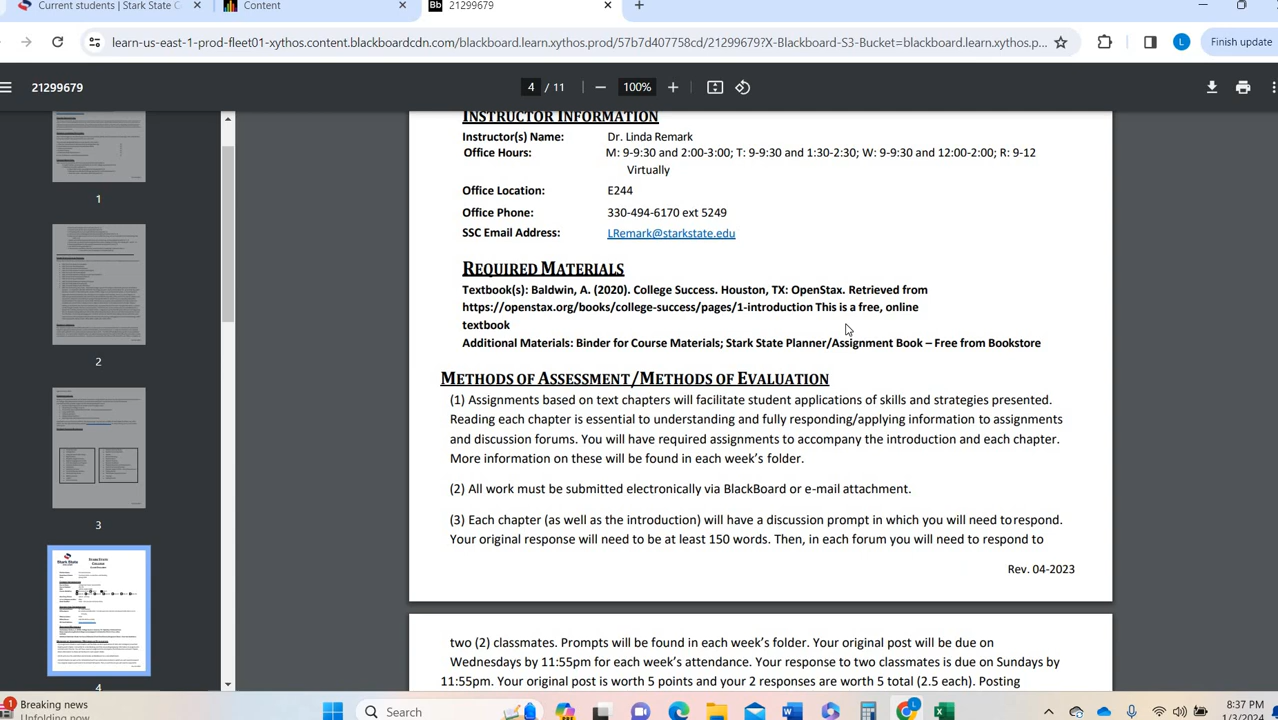 Current students | Stark State C
Content
Bb 21299679
learn-us-east-1-prod-fleet01-xythos.content.blackboardcdn.com/blackboard.learn.xythos.prod/57b7d407758cd/21299679?X-Blackboard-S3-Bucket=blackboard.learn.xythos.p...
L
Finish update
21299679
4 / 11
100%
INSTRUCTOR INFORMATION
Instructor(s) Name: Dr. Linda Remark
Office Hours: M: 9-9:30 and 2:00-3:00; T: 9-9:30 and 1:30-2:30; W: 9-9:30 and 12:00-2:00; R: 9-12
Virtually
Office Location: E244
Office Phone: 330-494-6170 ext 5249
SSC Email Address: LRemark@starkstate.edu
REQUIRED MATERIALS
Textbook(s): Baldwin, A. (2020). College Success. Houston, TX: OpenStax. Retrieved from
https://openstax.org/books/college-success/pages/1-introduction This is a free, online
textbook
Additional Materials: Binder for Course Materials; Stark State Planner/Assignment Book – Free from Bookstore
METHOD OF ASSESSMENT/METHODS OF EVALUATION
(1) Assignments based on text chapters will facilitate student applications of skills and strategies presented.
Reading each chapter is essential to understanding and fully responding/applying information to assignments
and discussion forums. You will have required assignments to accompany the introduction and each chapter.
More information on these will be found in each week's folder.
(2) All work must be submitted electronically via BlackBoard or e-mail attachment.
(3) Each chapter (as well as the introduction) will have a discussion prompt in which you will need to respond.
Your original response will need to be at least 150 words. Then, in each forum you will need to respond to
Rev. 04-2023
two (2) classmates. Forums will be found in each week's folder. Your original post will be due on
Wednesdays by 11:55pm for each week's attendance. Your response to two classmates is due on Sundays by
11:55pm. Your original post is worth 5 points and your 2 responses are worth 5 total (2.5 each). Posting
1
2
3
4
1
Breaking news
Unfolding now
Search
8:37 PM